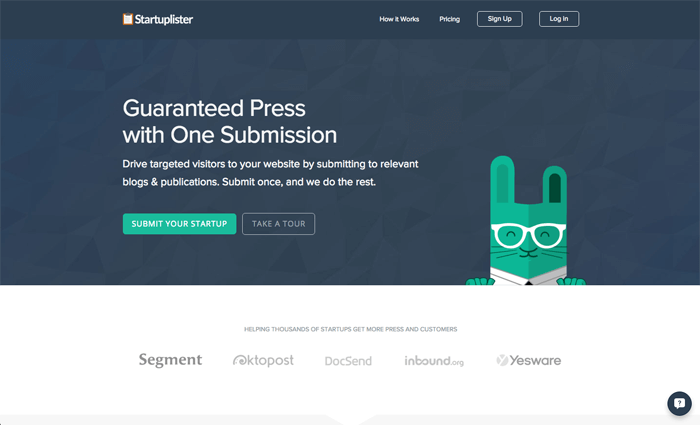 Startuplister
How it Works
Pricing
Sign Up
Log In
Guaranteed Press
with One Submission
Drive targeted visitors to your website by submitting to relevant
blogs & publications. Submit once, and we do the rest.
SUBMIT YOUR STARTUP
TAKE A TOUR
HELPING THOUSANDS OF STARTUPS GET MORE PRESS AND CUSTOMERS
Segment
Oktopost
DocSend
inbound.org
Yesware
?